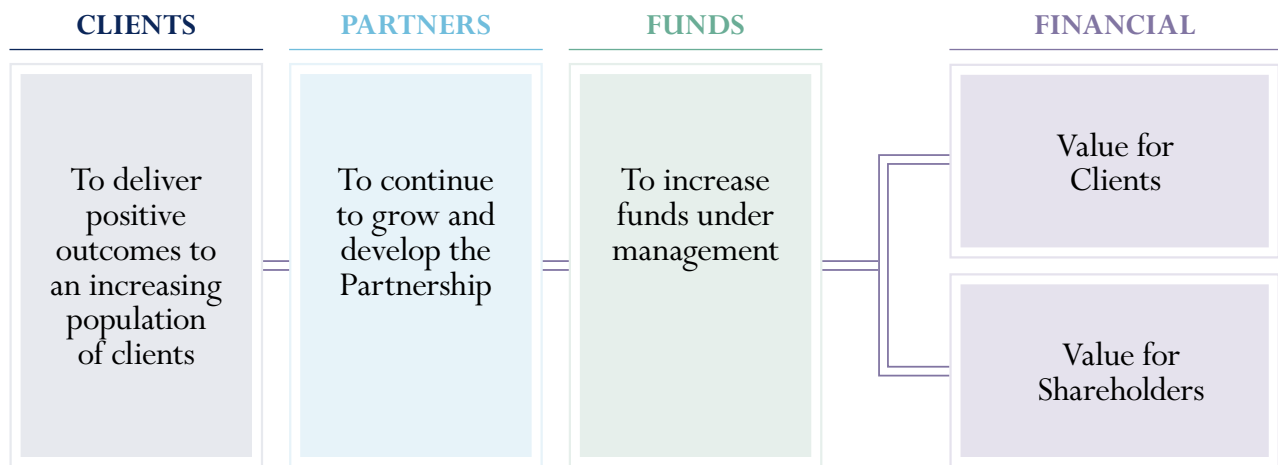 CLIENTS
To deliver
positive
outcomes to
an increasing
population
of clients
PARTNERS
To continue
to grow and
develop the
Partnership
FUNDS
To increase
funds under
management
FINANCIAL
Value for
Clients
Value for
Shareholders